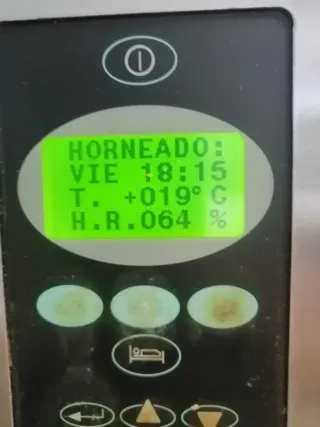 HORNEADO:
VIE 18:15
T. +019° C
H.R.064 %